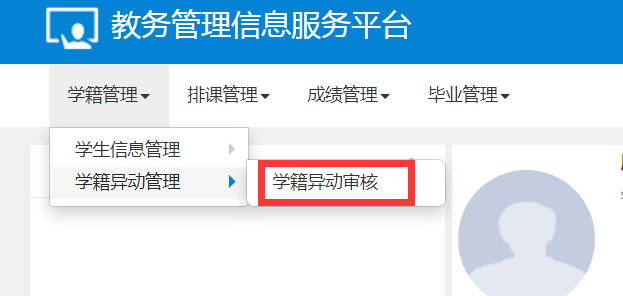 教务管理信息服务平台
学籍管理 排课管理 成绩管理 毕业管理
学生信息管理
学籍异动管理 学籍异动审核